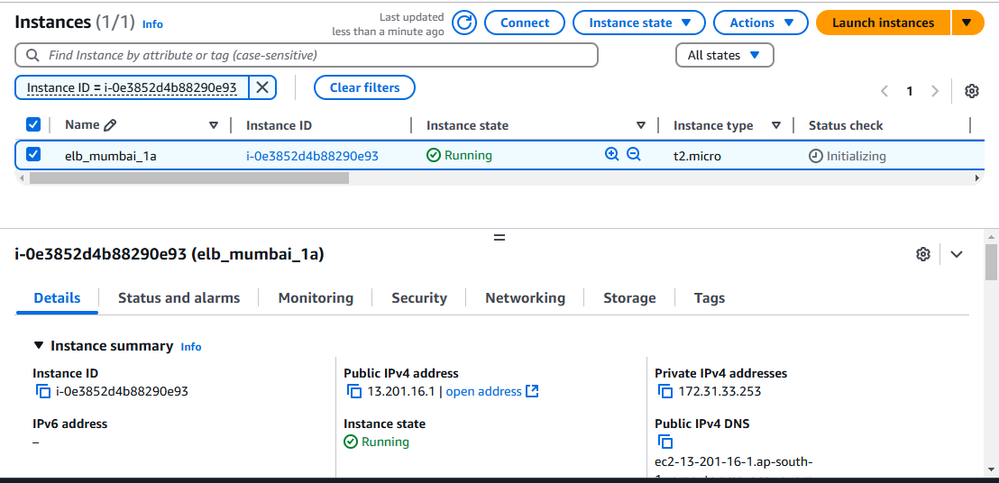 Instances (1/1) Info
Last updated
less than a minute ago
Connect
Instance state
Actions
Launch instances
Find Instance by attribute or tag (case-sensitive)
All states
Instance ID = i-0e3852d4b88290e93
Clear filters
1
Name Instance ID Instance state Instance type Status check
elb_mumbai_1a i-0e3852d4b88290e93 Running t2.micro Initializing
i-0e3852d4b88290e93 (elb_mumbai_1a)
Details Status and alarms Monitoring Security Networking Storage Tags
Instance summary Info
Instance ID
i-0e3852d4b88290e93
IPv6 address
–
Public IPv4 address
13.201.16.1 | open address
Instance state
Running
Private IPv4 addresses
172.31.33.253
Public IPv4 DNS
ec2-13-201-16-1.ap-south-